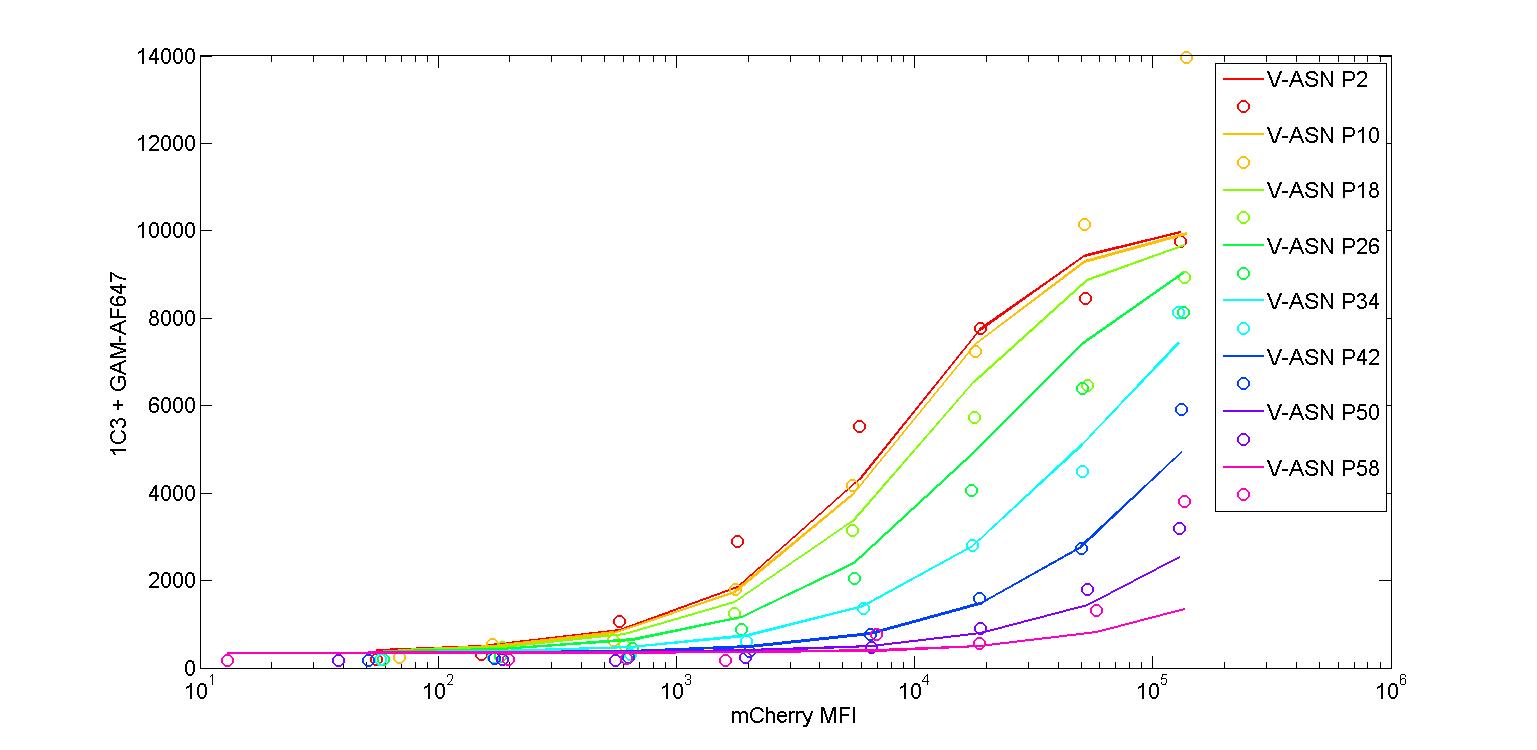 14000
12000
10000
8000
6000
4000
2000
0
1C3 + GAM-AF647
10^1 10^2 10^3 10^4 10^5 10^6
mCherry MFI
V-ASN P2
V-ASN P10
V-ASN P18
V-ASN P26
V-ASN P34
V-ASN P42
V-ASN P50
V-ASN P58